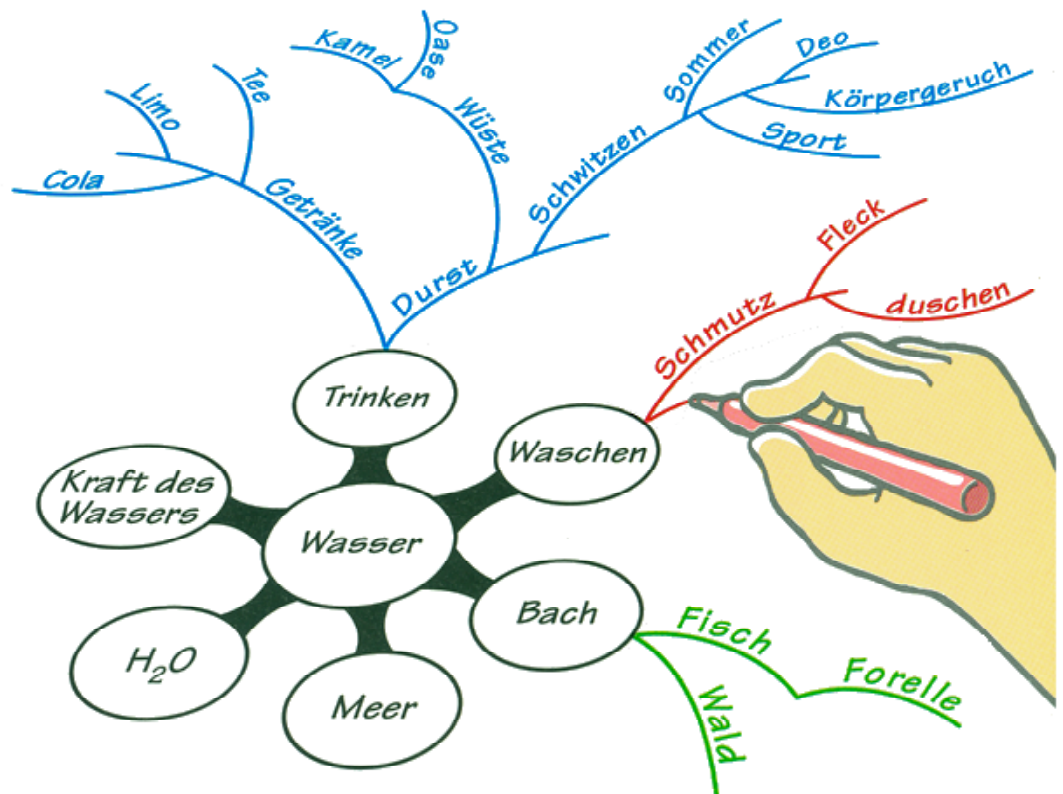 Oase
Kamel
Sommer
Deo
Tee
Limo
Körpergeruch
Wüste
Sport
Schwitzen
Cola
Getränke
Fleck
Durst
duschen
Schmutz
Trinken
Waschen
Kraft des
Wassers
Wasser
Bach
Fisch
H₂O
Forelle
Meer
Wald